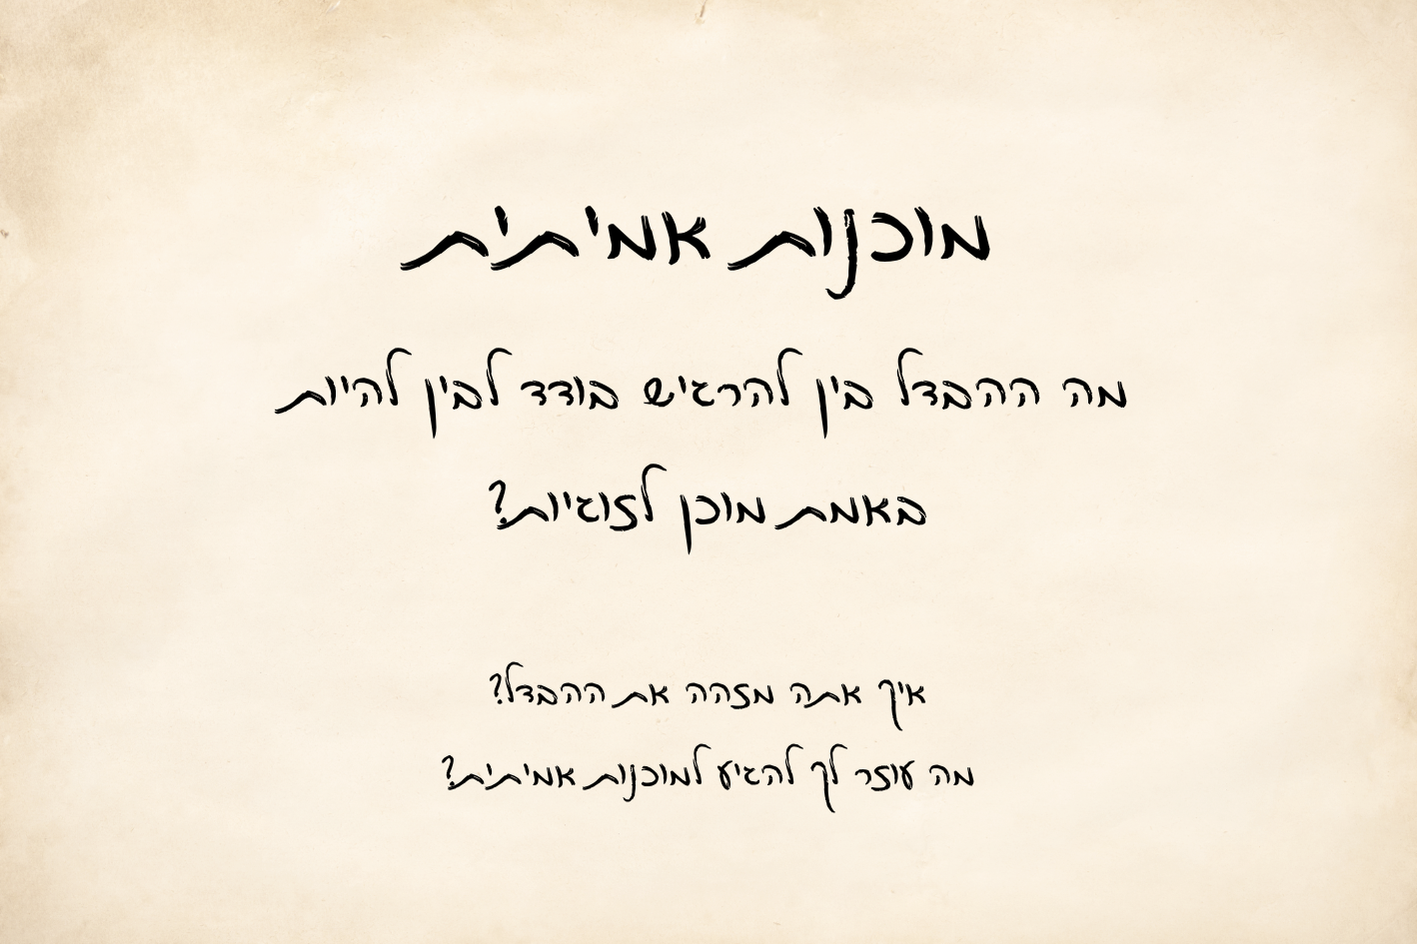 מוכנות אמיתית
מה ההבדל בין להרגיש בודד לבין להיות
באמת מוכן לזוגיות?
איך אתה מזהה את ההבדל?
מה עוזר לך להגיע למוכנות אמיתית?